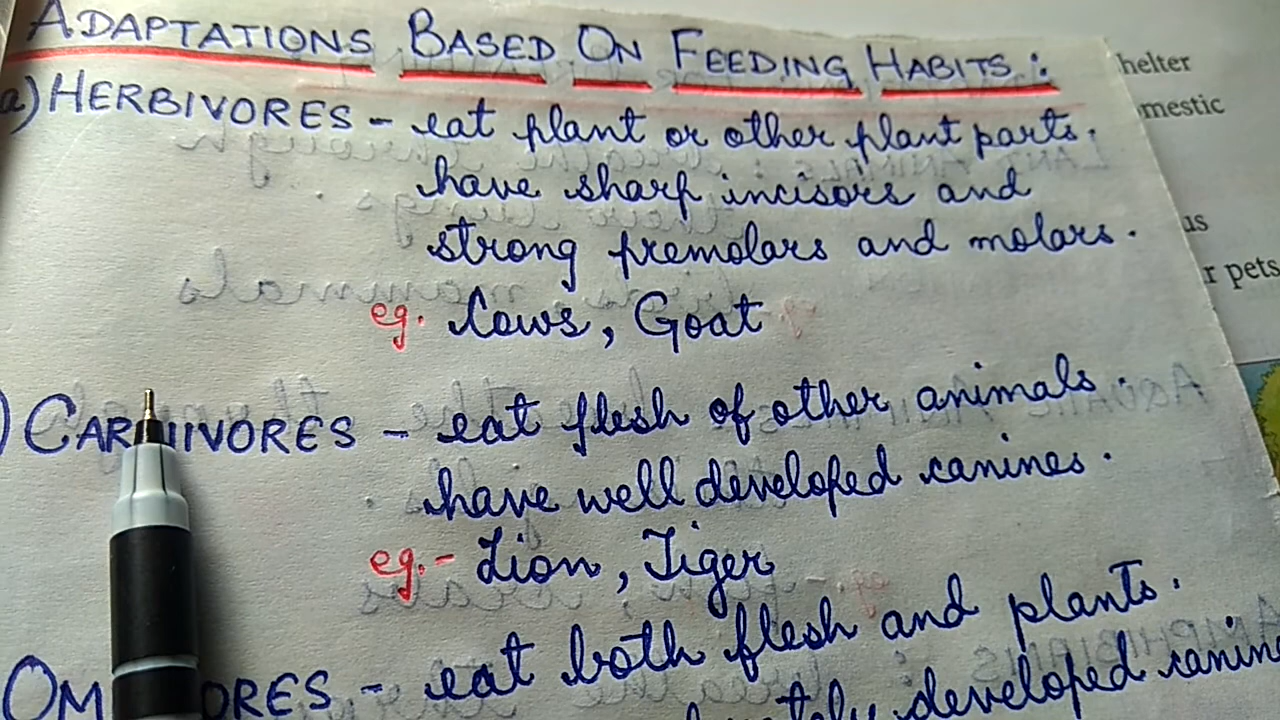 ADAPTATIONS BASED ON FEEDING HABITS :
a) HERBIVORES - eat plant or other plant parts.
have sharp incisors and
strong premolars and molars.
eg. Cows, Goat
) CARNIVORES - eat flesh of other animals.
have well developed canines.
eg.- Lion, Tiger
- eat both flesh and plants.
developed
helter
mestic
us
r pets